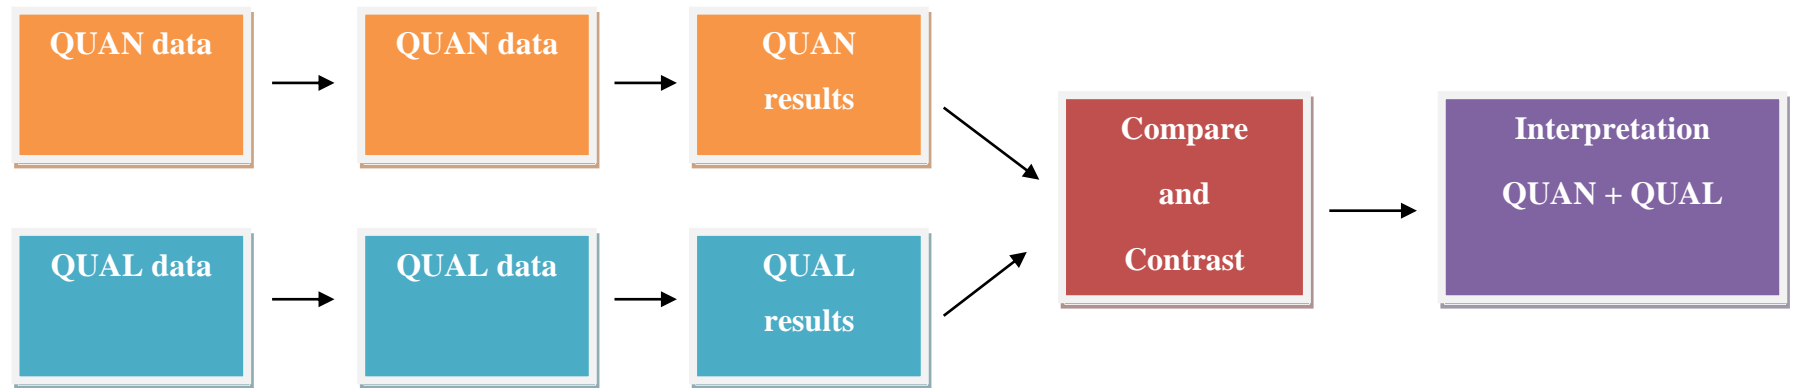 QUAN data
QUAN data
QUAN
results
QUAL data
QUAL data
QUAL
results
Compare
and
Contrast
Interpretation
QUAN + QUAL